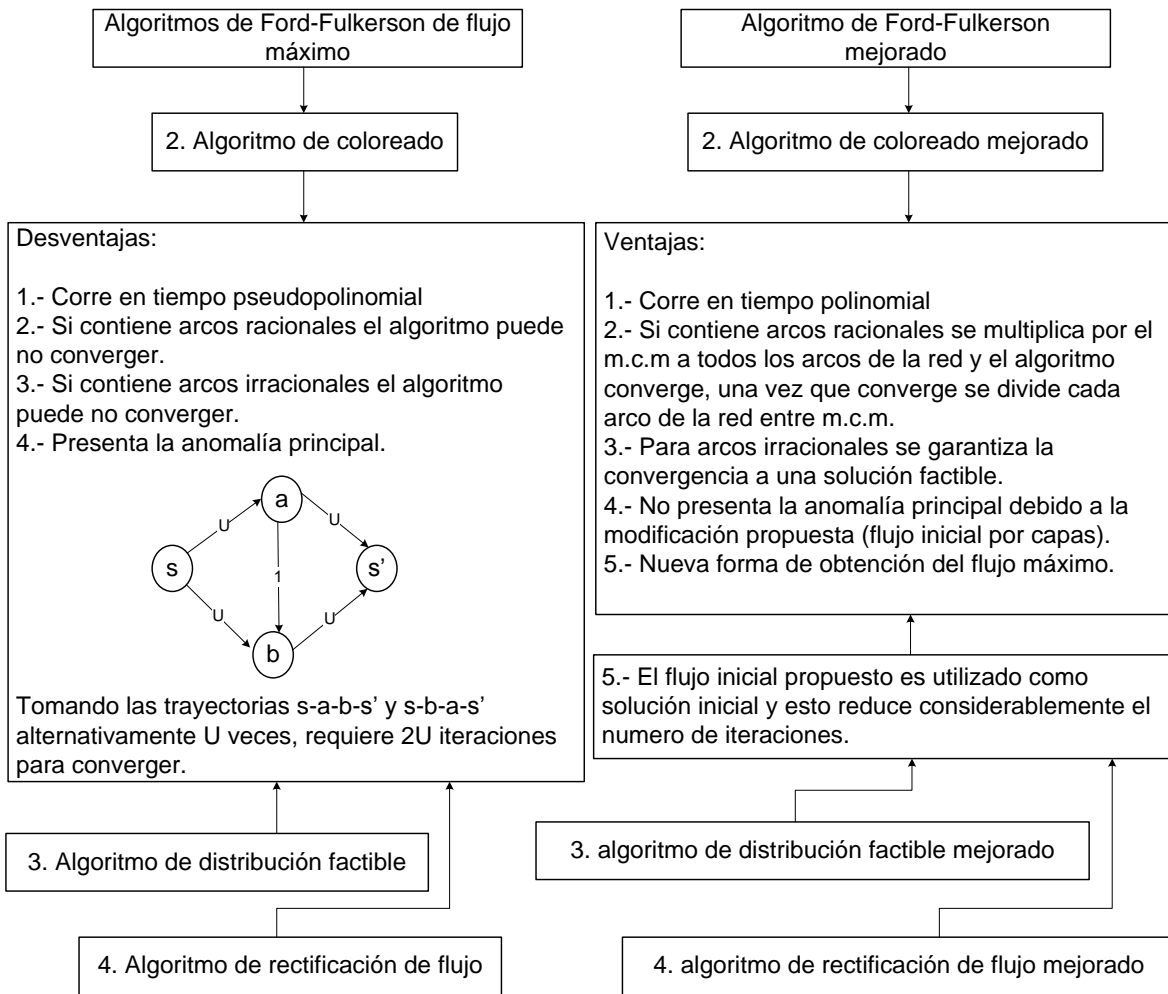 Algoritmos de Ford-Fulkerson de flujo
máximo
2. Algoritmo de coloreado
Desventajas:
1.- Corre en tiempo pseudopolinomial
2.- Si contiene arcos racionales el algoritmo puede
no converger.
3.- Si contiene arcos irracionales el algoritmo
puede no converger.
4.- Presenta la anomalía principal.
a
U
U
s
1
s’
U
U
b
Tomando las trayectorias s-a-b-s’ y s-b-a-s’
alternativamente U veces, requiere 2U iteraciones
para converger.
3. Algoritmo de distribución factible
4. Algoritmo de rectificación de flujo
Algoritmo de Ford-Fulkerson
mejorado
2. Algoritmo de coloreado mejorado
Ventajas:
1.- Corre en tiempo polinomial
2.- Si contiene arcos racionales se multiplica por el
m.c.m a todos los arcos de la red y el algoritmo
converge, una vez que converge se divide cada
arco de la red entre m.c.m.
3.- Para arcos irracionales se garantiza la
convergencia a una solución factible.
4.- No presenta la anomalía principal debido a la
modificación propuesta (flujo inicial por capas).
5.- Nueva forma de obtención del flujo máximo.
5.- El flujo inicial propuesto es utilizado como
solución inicial y esto reduce considerablemente el
numero de iteraciones.
3. algoritmo de distribución factible mejorado
4. algoritmo de rectificación de flujo mejorado